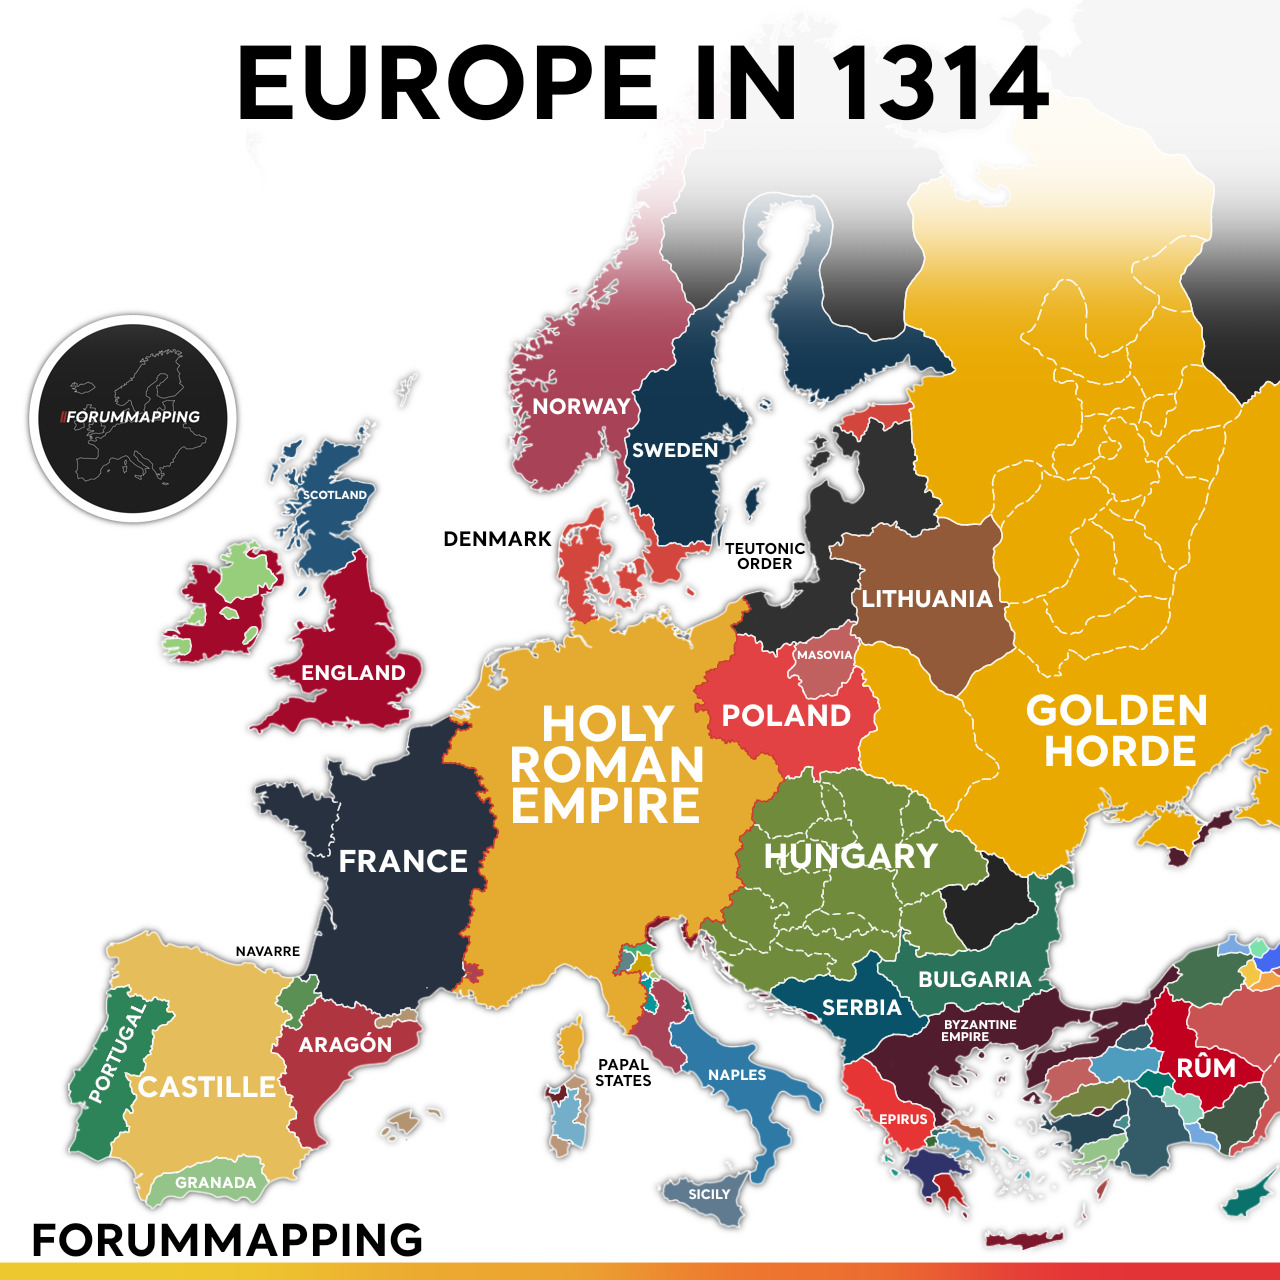 EUROPE IN 1314
//FORUMMAPPING
NORWAY
SWEDEN
SCOTLAND
DENMARK
TEUTONIC
ORDER
LITHUANIA
ENGLAND
MASOVIA
POLAND
HOLY
ROMAN
EMPIRE
GOLDEN
HORDE
FRANCE
HUNGARY
NAVARRE
BULGARIA
SERBIA
BYZANTINE
EMPIRE
PORTUGAL
ARAGÓN
CASTILLE
PAPAL
STATES
NAPLES
RÛM
EPIRUS
GRANADA
SICILY
FORUMMAPPING